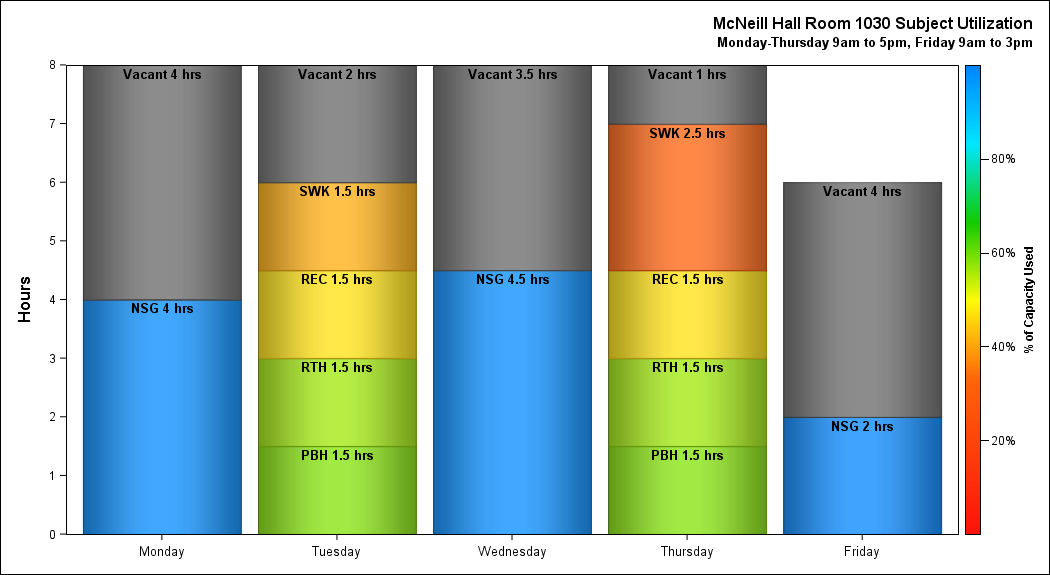 McNeill Hall Room 1030 Subject Utilization
Monday-Thursday 9am to 5pm, Friday 9am to 3pm
Hours
8
7
6
5
4
3
2
1
0
Vacant 4 hrs
NSG 4 hrs
Vacant 2 hrs
SWK 1.5 hrs
REC 1.5 hrs
RTH 1.5 hrs
PBH 1.5 hrs
Vacant 3.5 hrs
NSG 4.5 hrs
Vacant 1 hrs
SWK 2.5 hrs
REC 1.5 hrs
RTH 1.5 hrs
PBH 1.5 hrs
Vacant 4 hrs
NSG 2 hrs
Monday
Tuesday
Wednesday
Thursday
Friday
80%
60%
40%
20%
% of Capacity Used